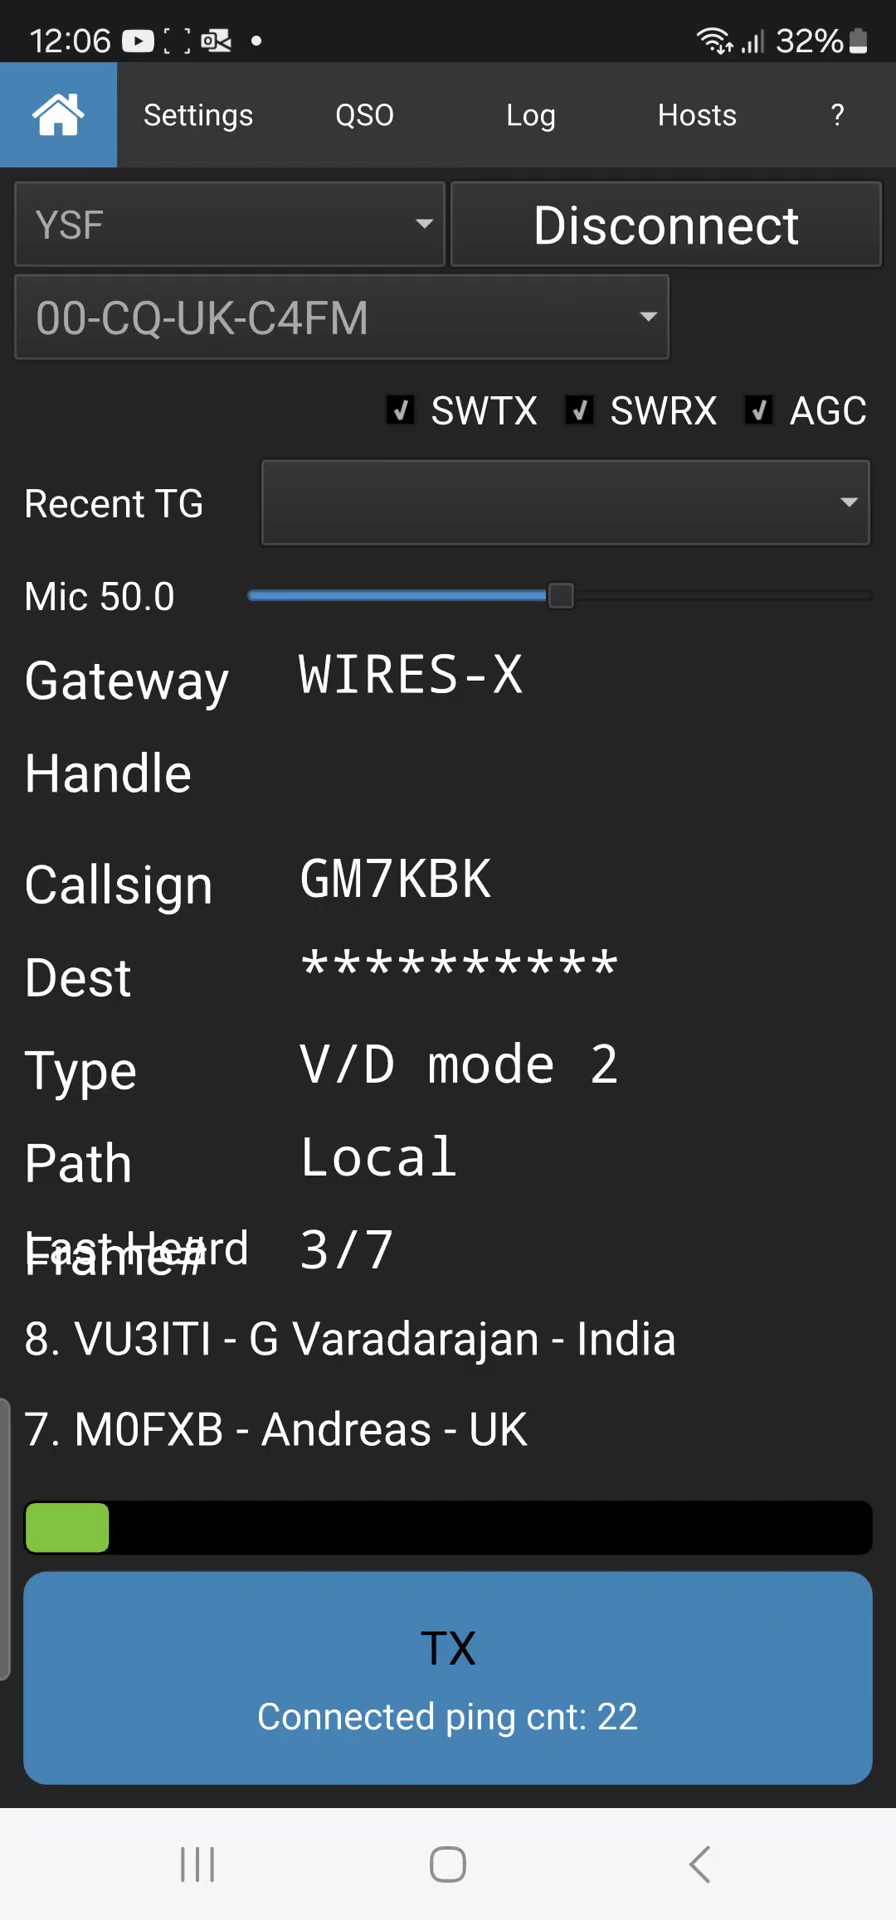 12:06 32%
Settings QSO Log Hosts ?
YSF Disconnect
00-CQ-UK-C4FM
SWTX SWRX AGC
Recent TG
Mic 50.0
Gateway WIRES-X
Handle
Callsign GM7KBK
Dest **********
Type V/D mode 2
Path Local
Last Heard
Frame# 3/7
8. VU3ITI - G Varadarajan - India
7. M0FXB - Andreas - UK
TX
Connected ping cnt: 22